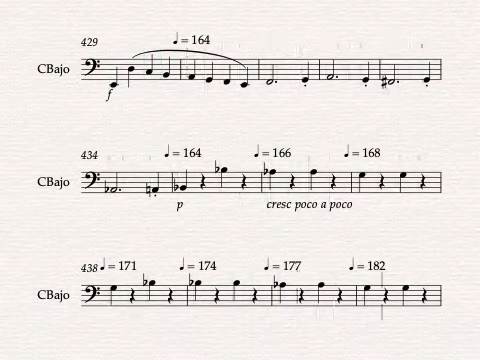 429 ♩ = 164
CBajo
f
434 ♩ = 164 ♩ = 166 ♩ = 168
CBajo
p cresc poco a poco
438 ♩ = 171 ♩ = 174 ♩ = 177 ♩ = 182
CBajo